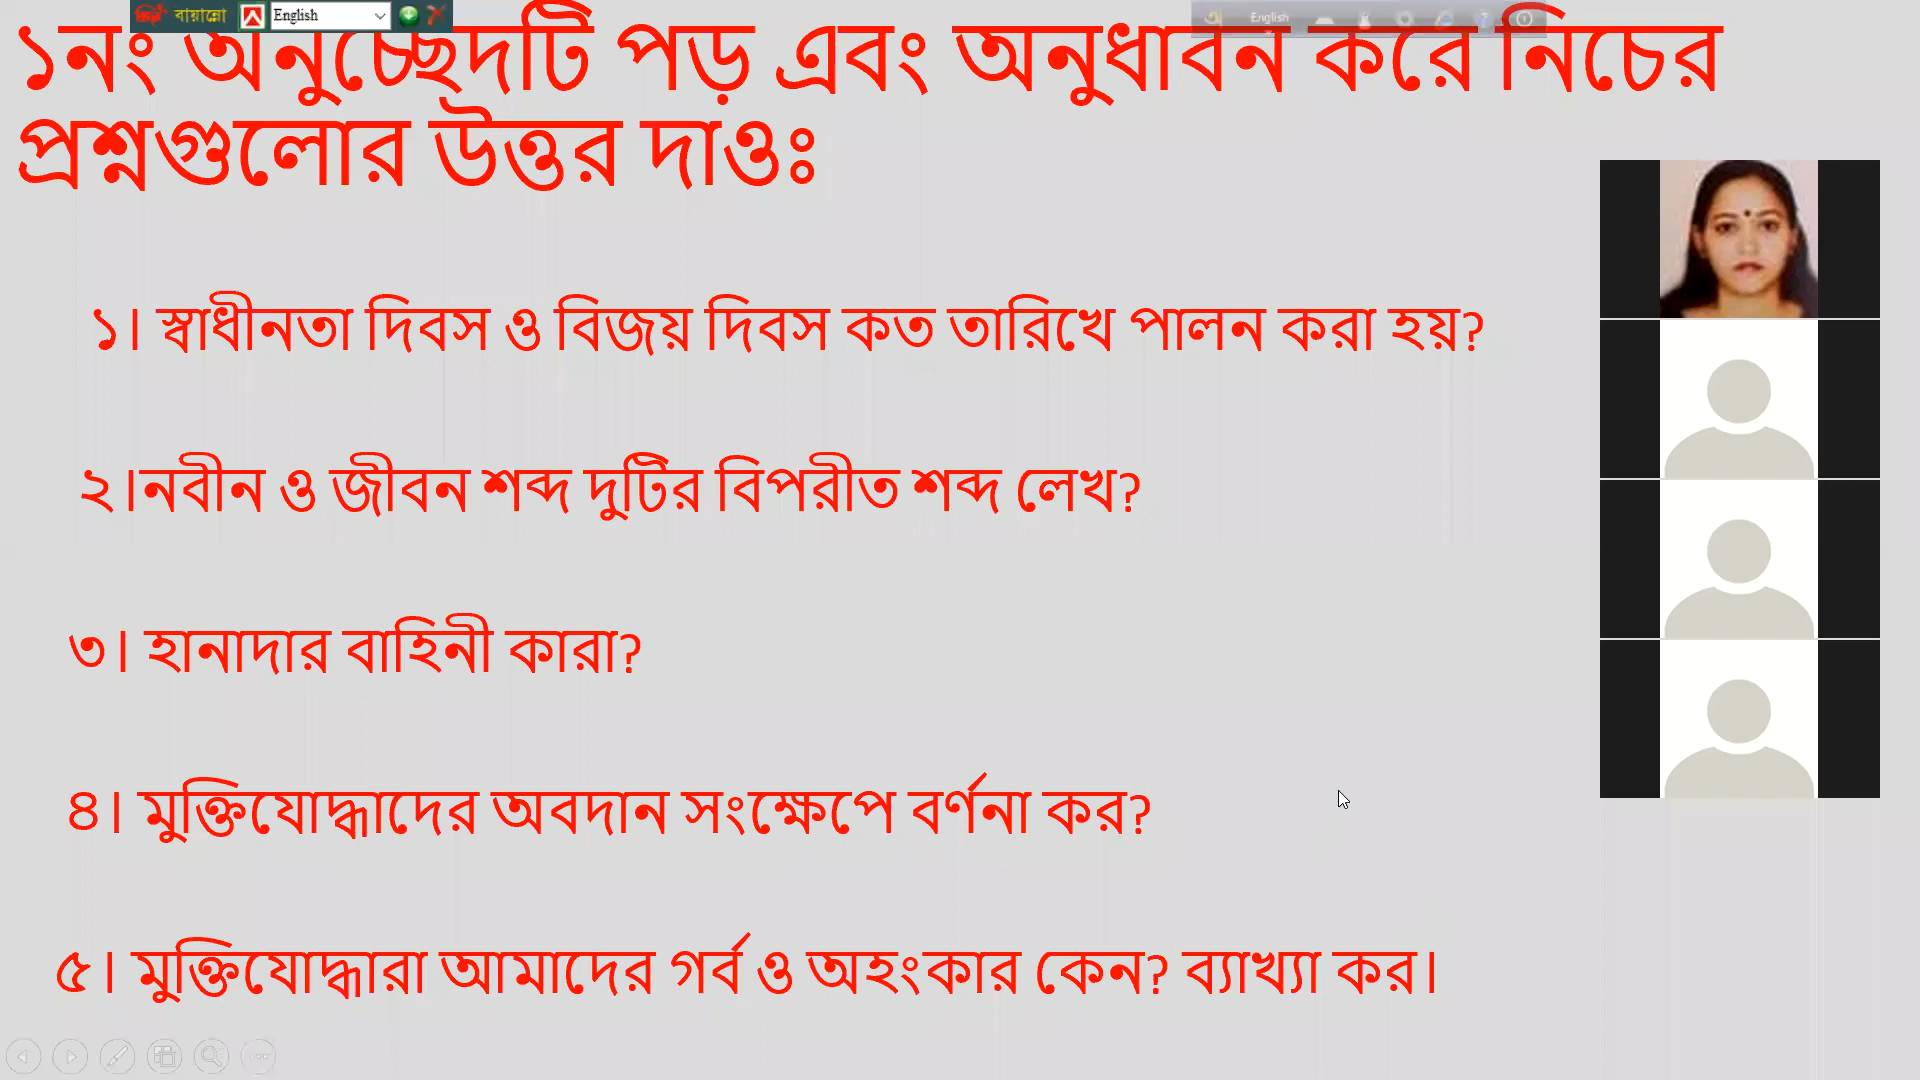 বায়ান্নো English
English
১নং অনুচ্ছেদটি পড় এবং অনুধাবন করে নিচের
প্রশ্নগুলোর উত্তর দাওঃ
১। স্বাধীনতা দিবস ও বিজয় দিবস কত তারিখে পালন করা হয়?
২।নবীন ও জীবন শব্দ দুটির বিপরীত শব্দ লেখ?
৩। হানাদার বাহিনী কারা?
৪। মুক্তিযোদ্ধাদের অবদান সংক্ষেপে বর্ণনা কর?
৫। মুক্তিযোদ্ধারা আমাদের গর্ব ও অহংকার কেন? ব্যাখ্যা কর।